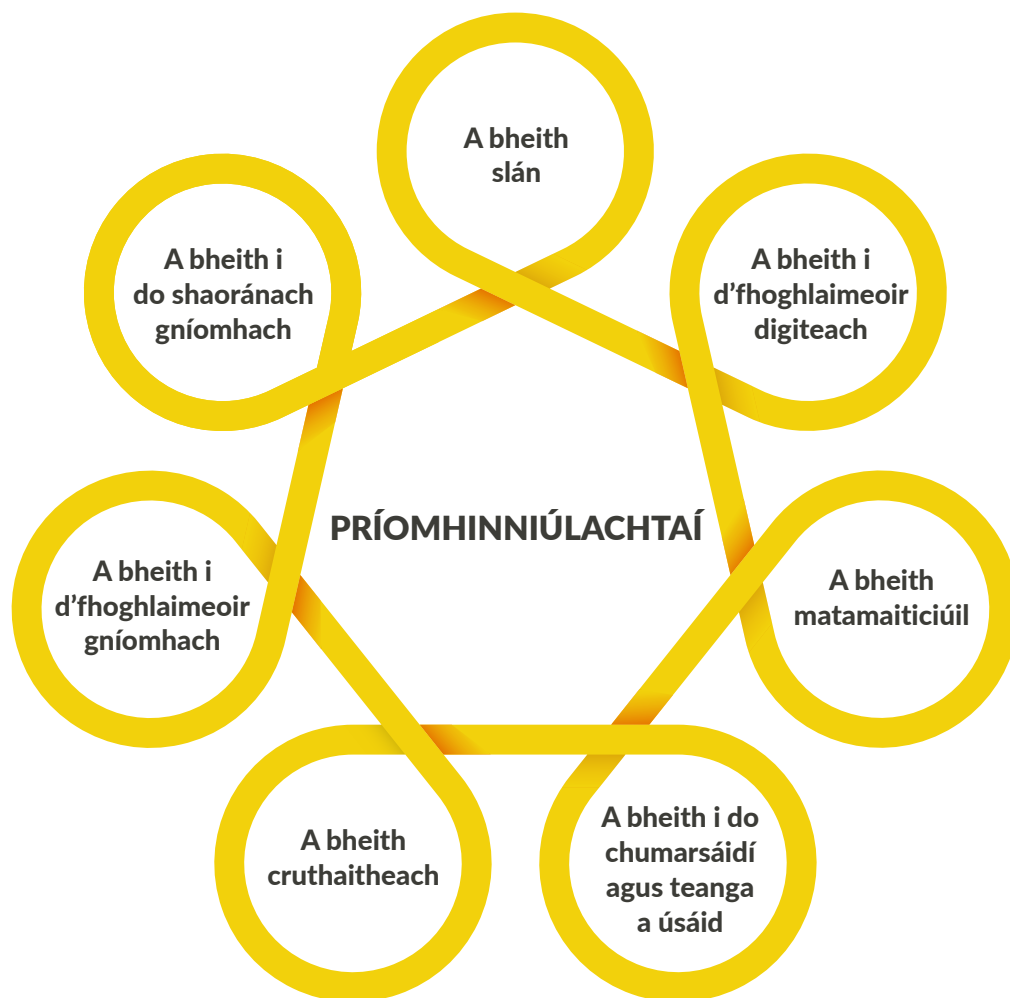 A bheith
slán
A bheith i
d’fhoghlaimeoir
digiteach
A bheith
matamaiticiúil
A bheith i do
chumarsáidí
agus teanga
a úsáid
A bheith
cruthaitheach
A bheith i
d’fhoghlaimeoir
gníomhach
A bheith i
do shaoránach
gníomhach
PRÍOMHINNIÚLACHTAÍ